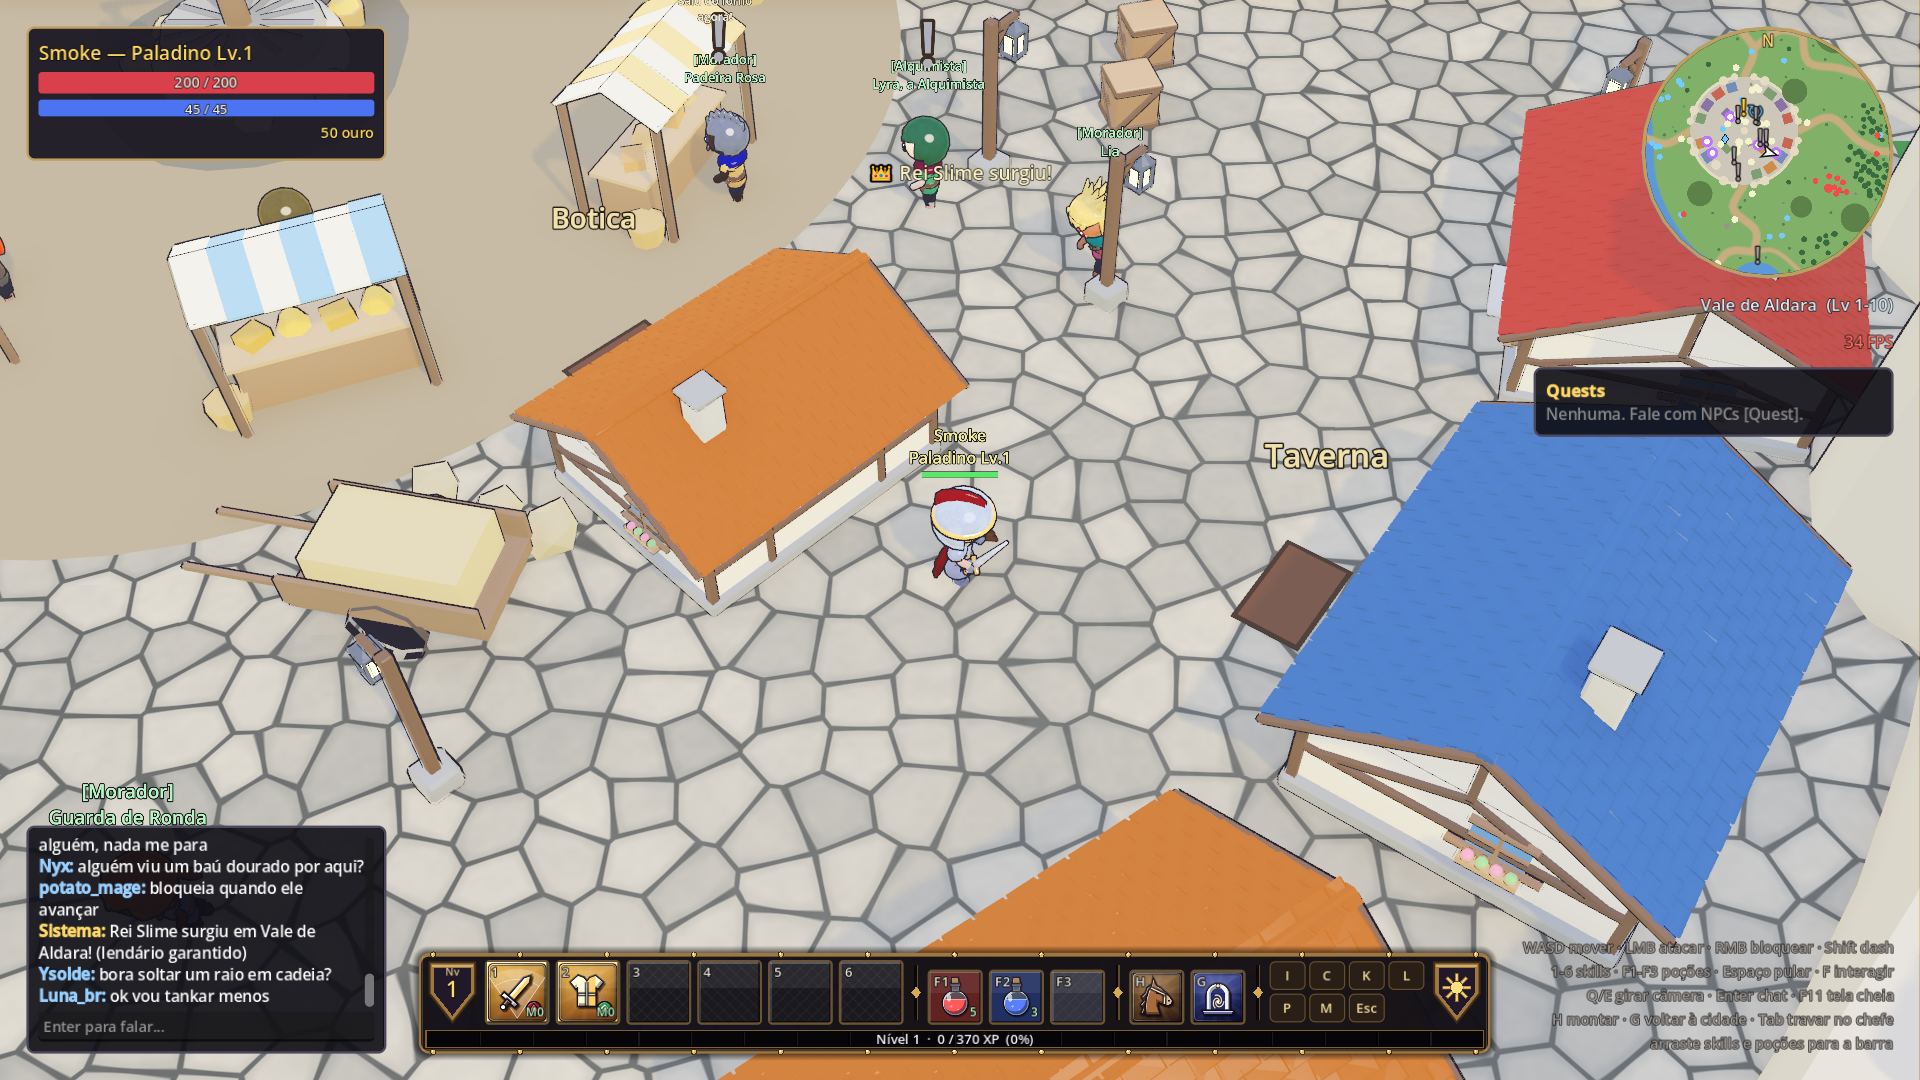 Smoke — Paladino Lv.1
200 / 200
45 / 45
50 ouro
agora!
[Morador]
Padeira Rosa
[Alquimista]
Lyra, a Alquimista
[Morador]
Lia
Rei Slime surgiu!
Botica
N
Vale de Aldara (Lv 1-10)
34 FPS
Quests
Nenhuma. Fale com NPCs [Quest].
Smoke
Paladino Lv.1
Taverna
[Morador]
Guarda de Ronda
alguém, nada me para
Nyx: alguém viu um baú dourado por aqui?
potato_mage: bloqueia quando ele
avançar
Sistema: Rei Slime surgiu em Vale de
Aldara! (lendário garantido)
Ysolde: bora soltar um raio em cadeia?
Luna_br: ok vou tankar menos
Enter para falar...
Nv
1
1
M0
2
M0
3
4
5
6
F1
5
F2
3
F3
H
G
I
C
K
L
P
M
Esc
Nível 1 · 0 / 370 XP (0%)
WASD mover · LMB atacar · RMB bloquear · Shift dash
1-6 skills · F1-F3 poções · Espaço pular · F interagir
Q/E girar câmera · Enter chat · F11 tela cheia
H montar · G voltar à cidade · Tab travar no chefe
arraste skills e poções para a barra